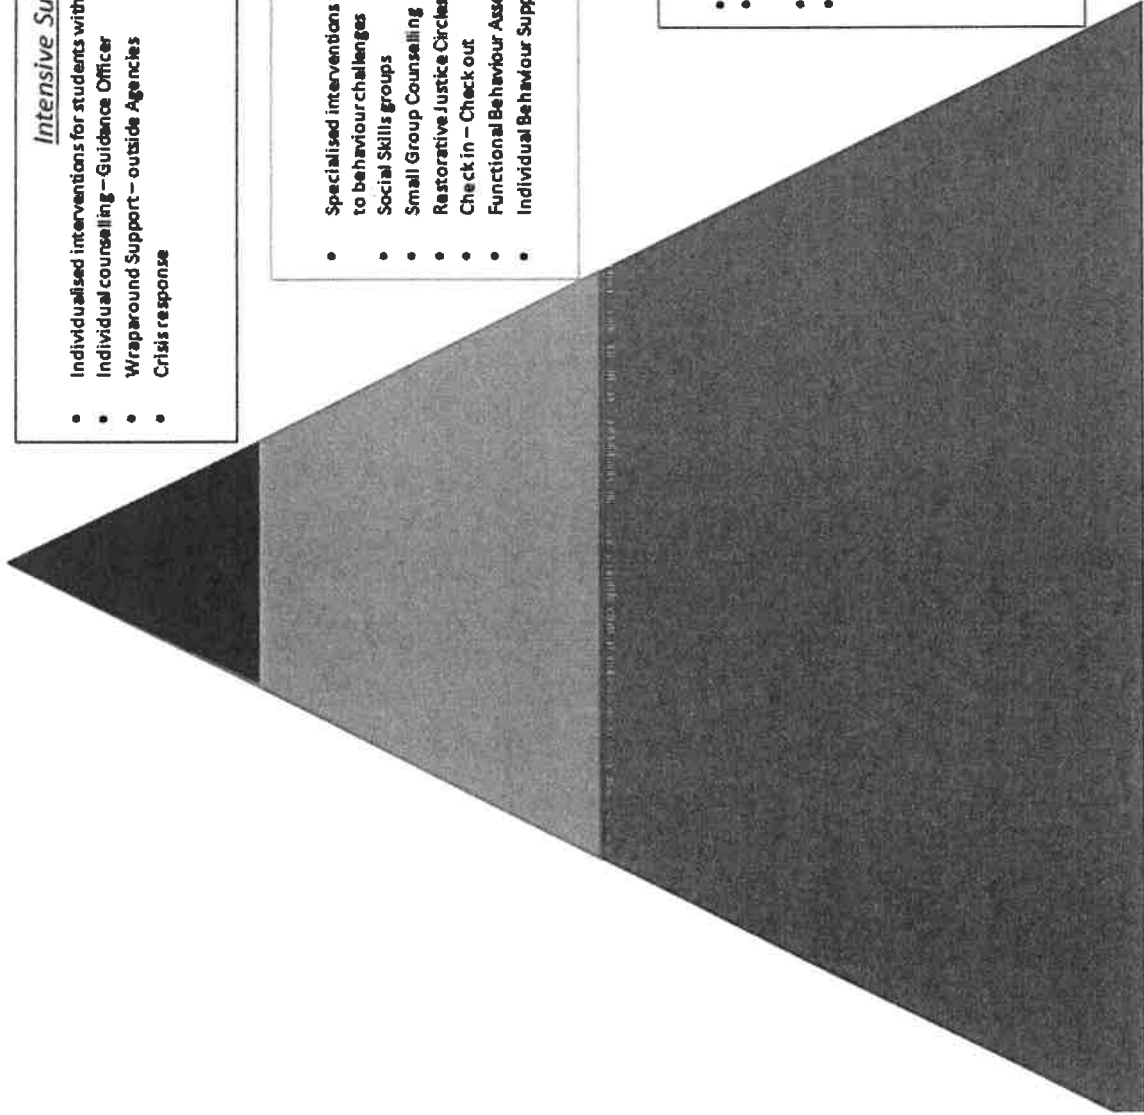 Intensive Su
• Individualised interventions for students with
• Individual counselling – Guidance Officer
• Wraparound Support – outside Agencies
• Crisis response
• Specialised interventions
to behaviour challenges
• Social Skills groups
• Small Group Counselling
• Restorative Justice Circles
• Check in – Check out
• Functional Behaviour Asse
• Individual Behaviour Supp